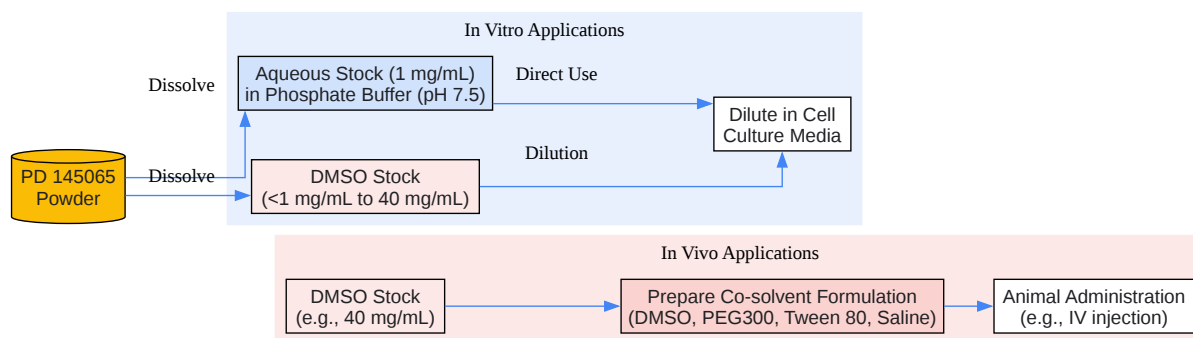 In Vitro Applications
Dissolve
Aqueous Stock (1 mg/mL)
in Phosphate Buffer (pH 7.5)
Direct Use
Dilute in Cell
Culture Media
PD 145065
Powder
Dissolve
DMSO Stock
(<1 mg/mL to 40 mg/mL)
Dilution
In Vivo Applications
DMSO Stock
(e.g., 40 mg/mL)
Prepare Co-solvent Formulation
(DMSO, PEG300, Tween 80, Saline)
Animal Administration
(e.g., IV injection)